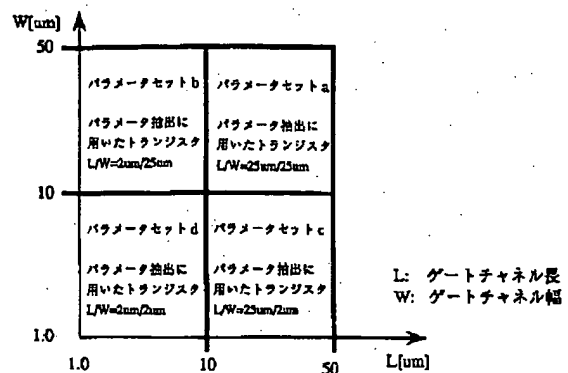 W[um]
50
パラメータセットb
パラメータ抽出に
用いたトランジスタ
L/W=2um/25um
パラメータセットa
パラメータ抽出に
用いたトランジスタ
L/W=25um/25um
10
パラメータセットd
パラメータ抽出に
用いたトランジスタ
L/W=2um/2um
パラメータセットc
パラメータ抽出に
用いたトランジスタ
L/W=25um/2um
L: ゲートチャネル長
W: ゲートチャネル幅
1.0
1.0
10
50
L[um]